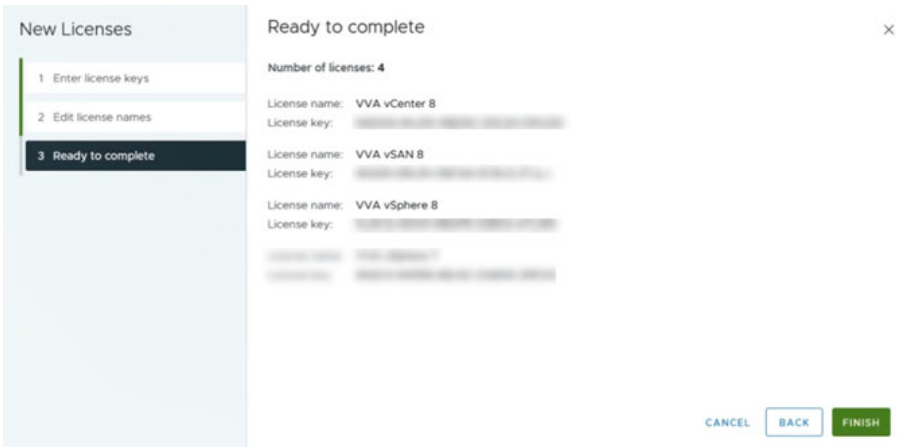 New Licenses
1 Enter license keys
2 Edit license names
3 Ready to complete
Ready to complete
Number of licenses: 4
License name: VVA vCenter 8
License key:
License name: VVA vSAN 8
License key:
License name: VVA vSphere 8
License key:
CANCEL BACK FINISH